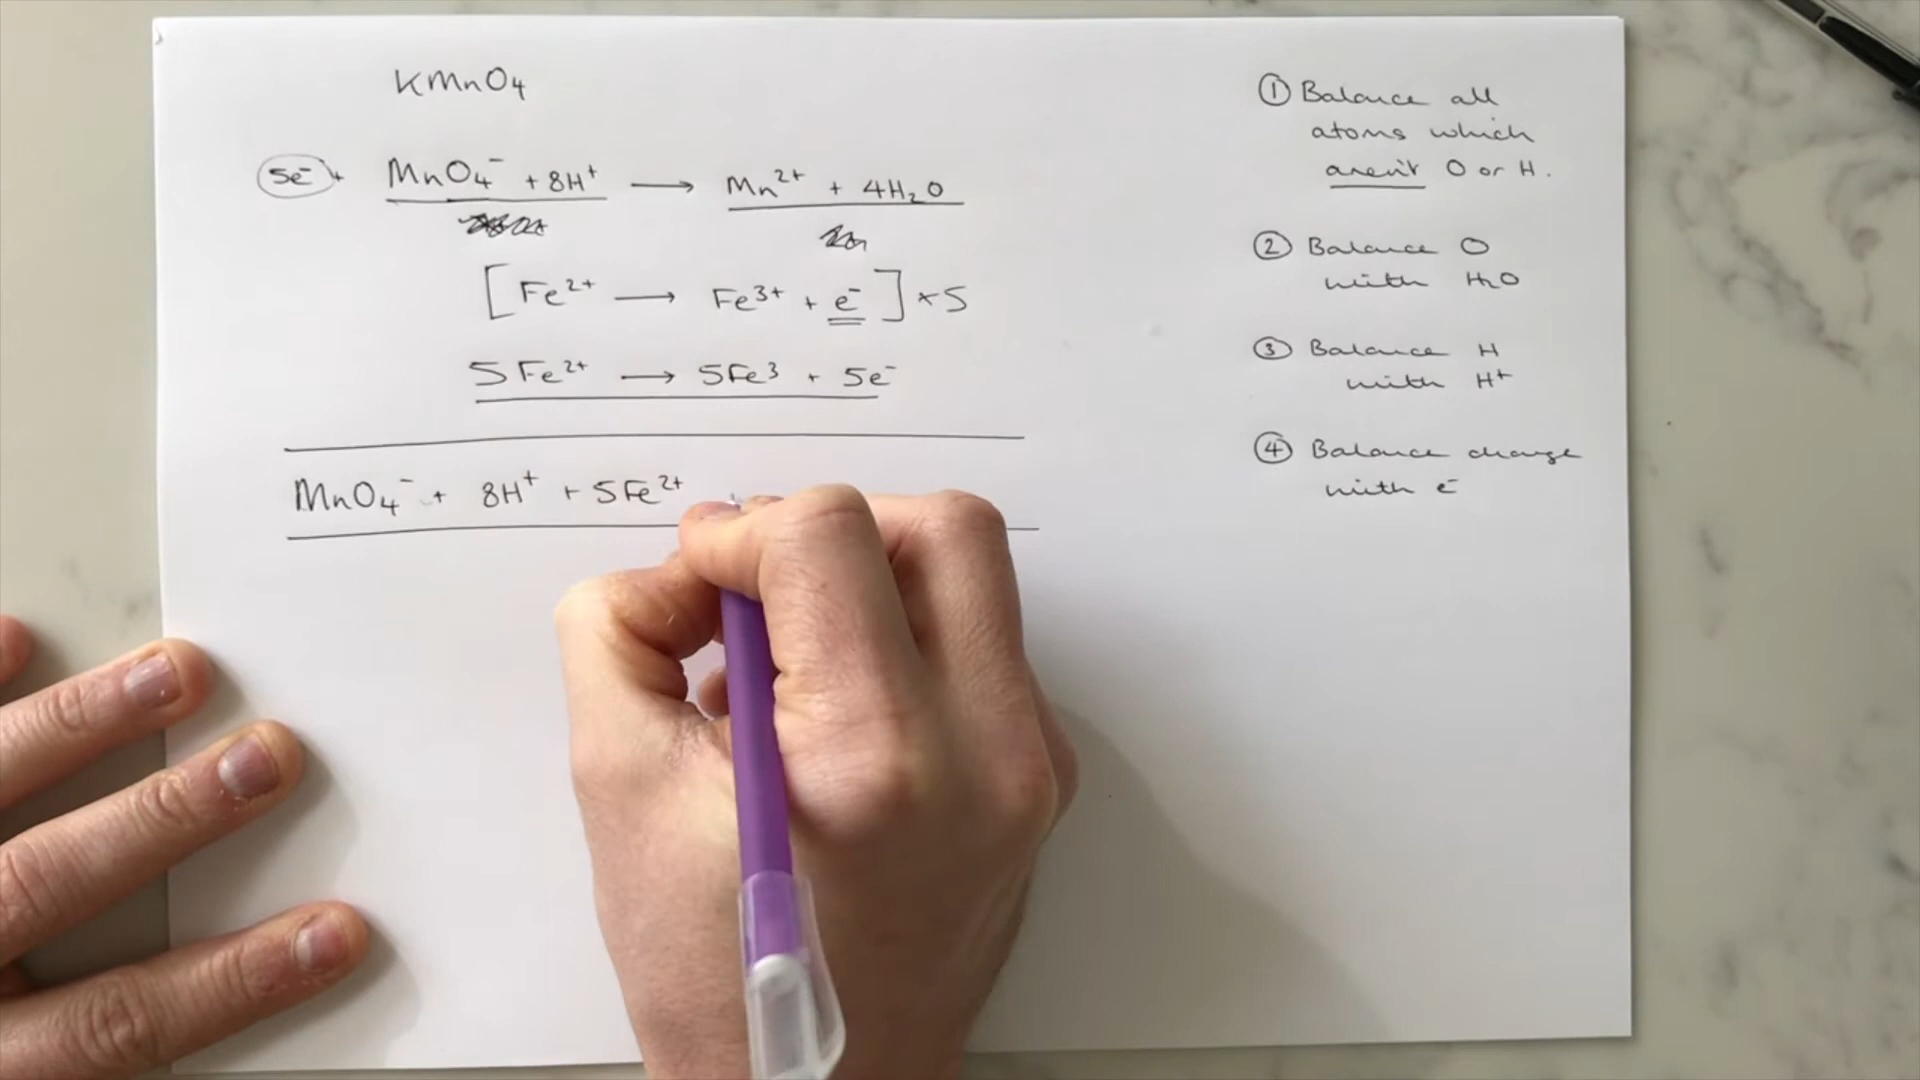 KMnO₄
5e⁻ + MnO₄⁻ + 8H⁺ ⟶ Mn²⁺ + 4H₂O
[Fe²⁺ ⟶ Fe³⁺ + e⁻] × 5
5Fe²⁺ ⟶ 5Fe³ + 5e⁻
MnO₄⁻ + 8H⁺ + 5Fe²⁺
① Balance all
atoms which
aren't O or H.
② Balance O
with H₂O
③ Balance H
with H⁺
④ Balance charge
with e⁻